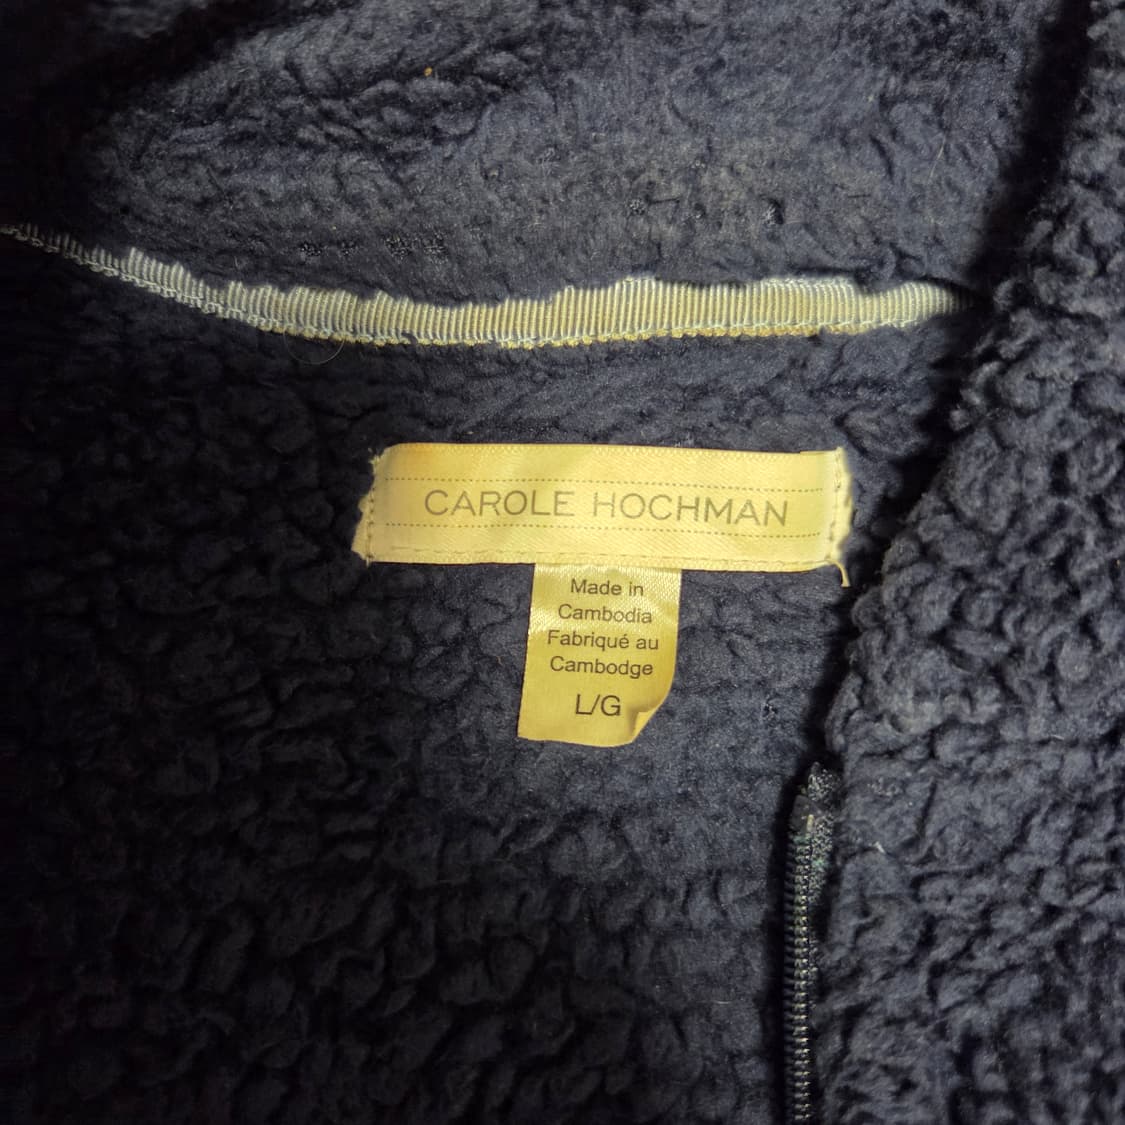 CAROLE HOCHMAN
Made in
Cambodia
Fabriqué au
Cambodge
L/G